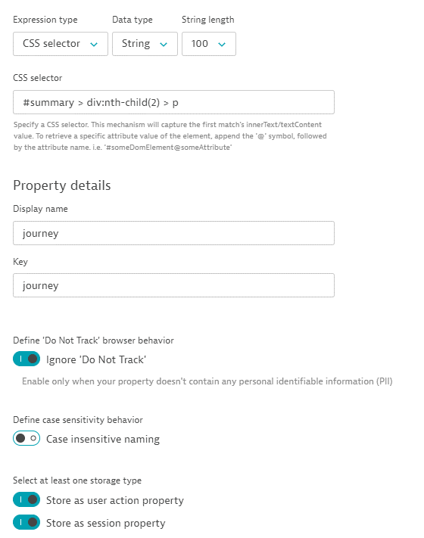 Expression type Data type String length
CSS selector String 100
CSS selector
#summary > div:nth-child(2) > p
Specify a CSS selector. This mechanism will capture the first match's innerText/textContent
value. To retrieve a specific attribute value of the element, append the '@' symbol, followed
by the attribute name. i.e. '#someDomElement@someAttribute'
Property details
Display name
journey
Key
journey
Define 'Do Not Track' browser behavior
Ignore 'Do Not Track'
Enable only when your property doesn't contain any personal identifiable information (PII)
Define case sensitivity behavior
Case insensitive naming
Select at least one storage type
Store as user action property
Store as session property